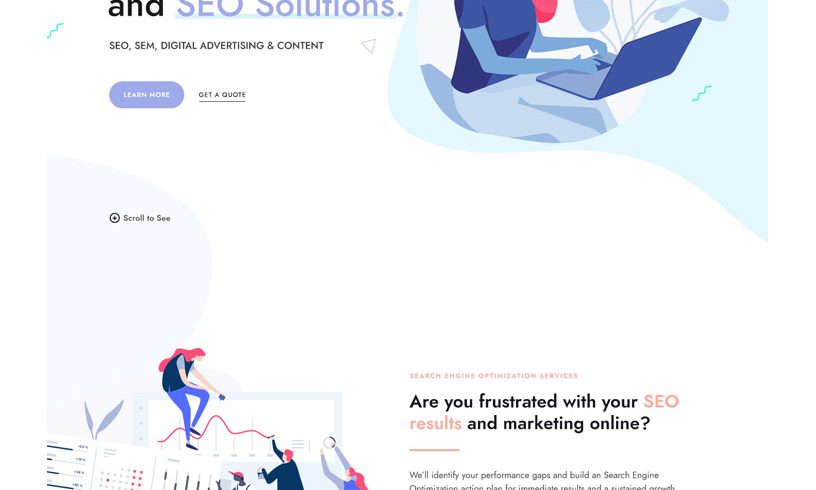 and SEO Solutions.
SEO, SEM, DIGITAL ADVERTISING & CONTENT
LEARN MORE
GET A QUOTE
Scroll to See
SEARCH ENGINE OPTIMIZATION SERVICES
Are you frustrated with your SEO
results and marketing online?
We'll identify your performance gaps and build an Search Engine
Optimization action plan for immediate results and a sustained growth